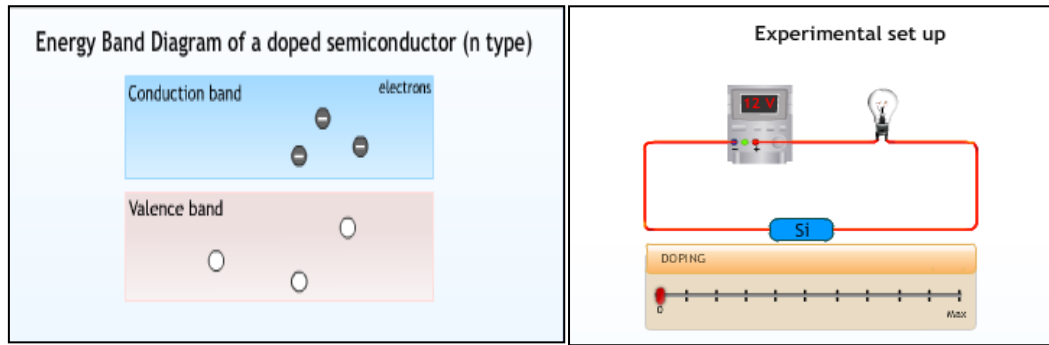 Energy Band Diagram of a doped semiconductor (n type)
Conduction band
electrons
Valence band
Experimental set up
12 V
- +
Si
DOPING
0
Max